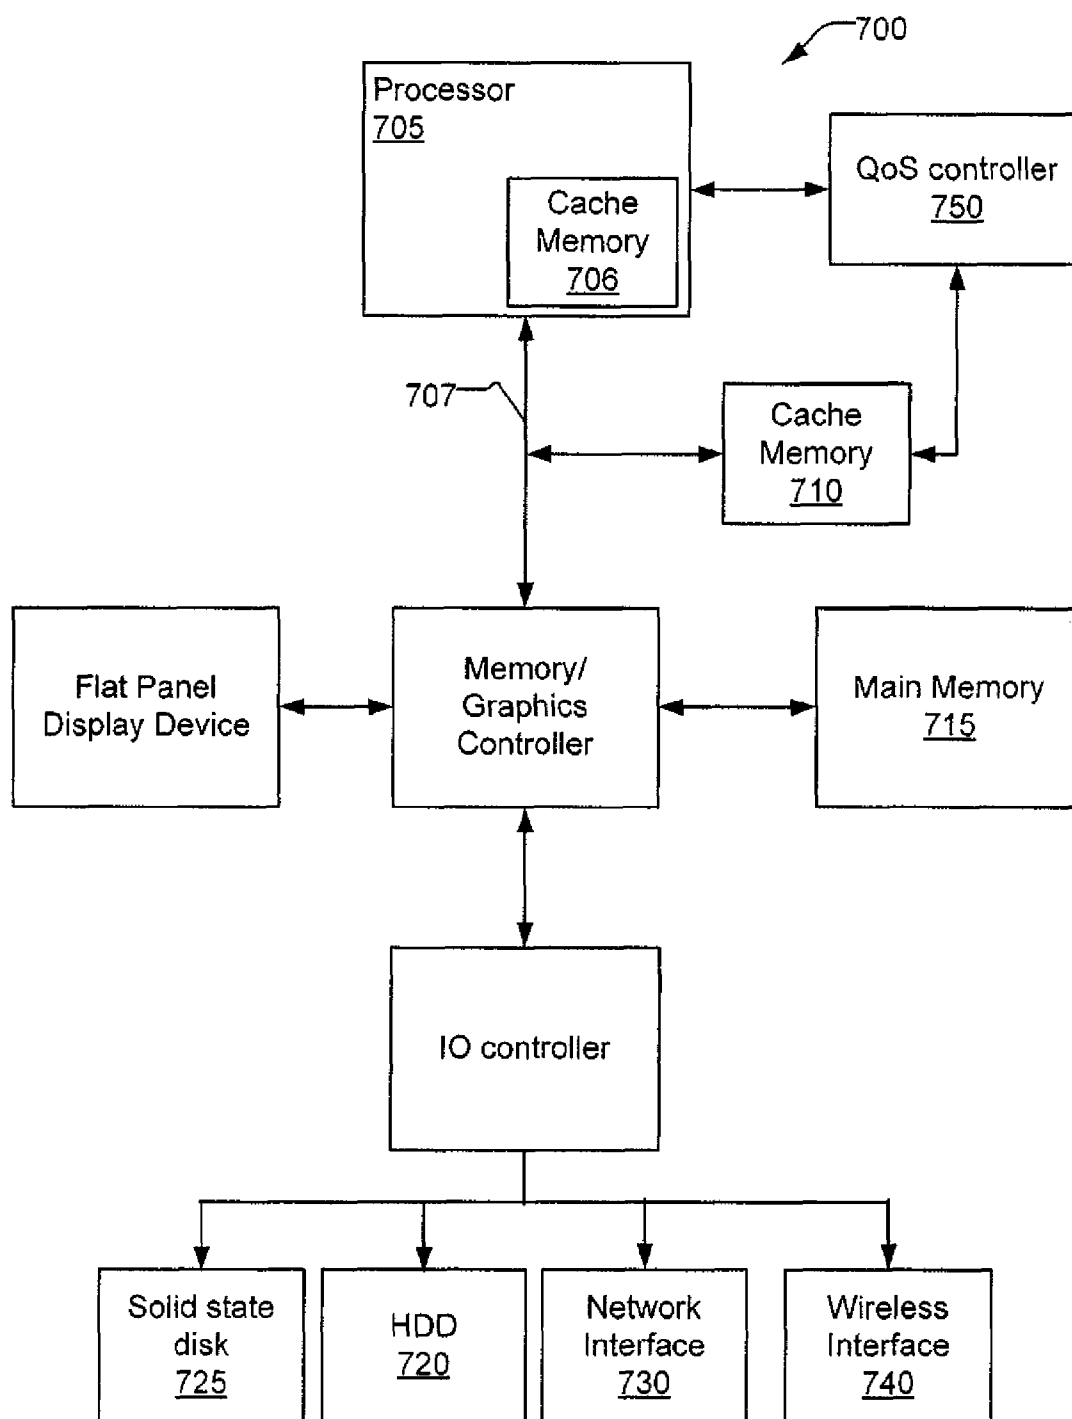 700
Processor
705
Cache
Memory
706
QoS controller
750
707
Cache
Memory
710
Flat Panel
Display Device
Memory/
Graphics
Controller
Main Memory
715
IO controller
Solid state
disk
725
HDD
720
Network
Interface
730
Wireless
Interface
740